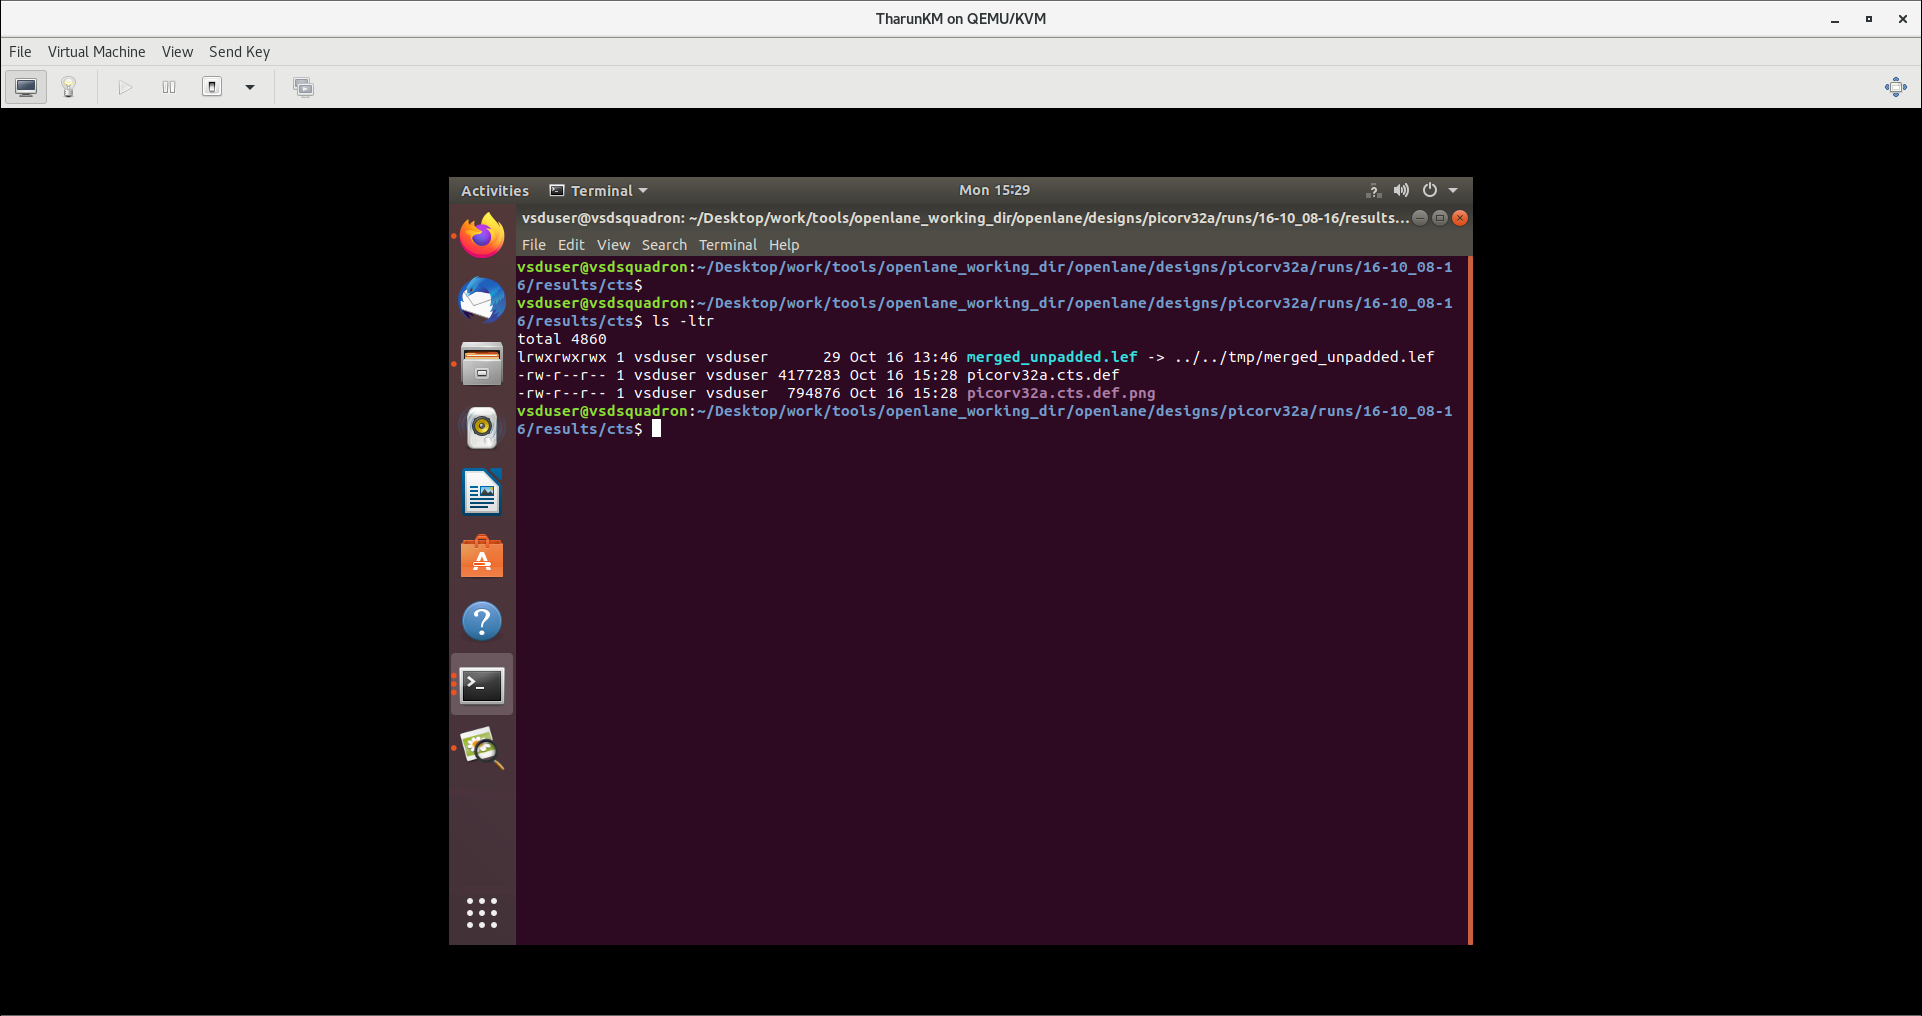 TharunKM on QEMU/KVM
File Virtual Machine View Send Key
Activities Terminal Mon 15:29
vsduser@vsdsquadron: ~/Desktop/work/tools/openlane_working_dir/openlane/designs/picorv32a/runs/16-10_08-16/results...
File Edit View Search Terminal Help
vsduser@vsdsquadron:~/Desktop/work/tools/openlane_working_dir/openlane/designs/picorv32a/runs/16-10_08-1
6/results/cts$
vsduser@vsdsquadron:~/Desktop/work/tools/openlane_working_dir/openlane/designs/picorv32a/runs/16-10_08-1
6/results/cts$ ls -ltr
total 4860
lrwxrwxrwx 1 vsduser vsduser      29 Oct 16 13:46 merged_unpadded.lef -> ../../tmp/merged_unpadded.lef
-rw-r--r-- 1 vsduser vsduser 4177283 Oct 16 15:28 picorv32a.cts.def
-rw-r--r-- 1 vsduser vsduser  794876 Oct 16 15:28 picorv32a.cts.def.png
vsduser@vsdsquadron:~/Desktop/work/tools/openlane_working_dir/openlane/designs/picorv32a/runs/16-10_08-1
6/results/cts$